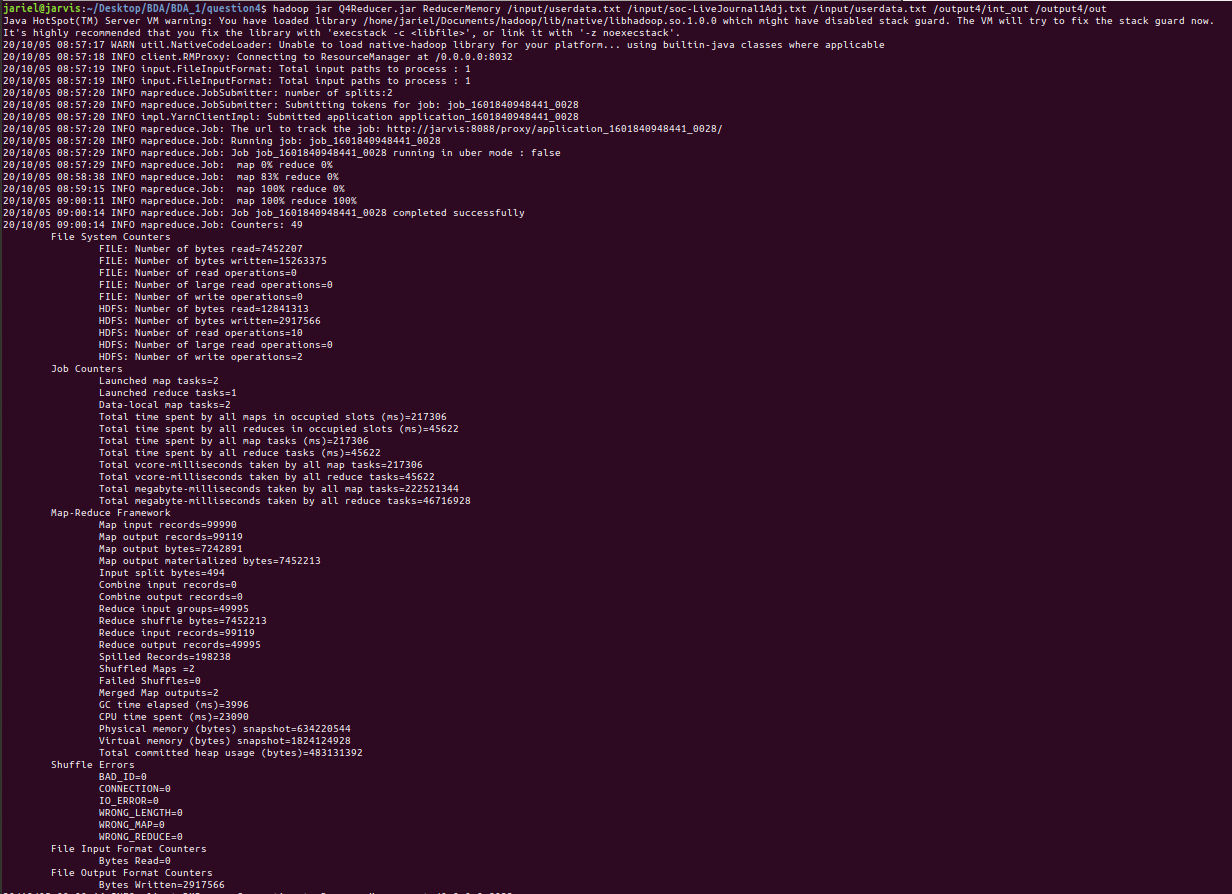 jariel@jarvis:~/Desktop/BDA/BDA_1/question4$ hadoop jar Q4Reducer.jar ReducerMemory /input/userdata.txt /input/soc-LiveJournal1Adj.txt /input/userdata.txt /output4/int_out /output4/out
Java HotSpot(TM) Server VM warning: You have loaded library /home/jariel/Documents/hadoop/lib/native/libhadoop.so.1.0.0 which might have disabled stack guard. The VM will try to fix the stack guard now.
It's highly recommended that you fix the library with 'execstack -c <libfile>', or link it with '-z noexecstack'.
20/10/05 08:57:17 WARN util.NativeCodeLoader: Unable to load native-hadoop library for your platform... using builtin-java classes where applicable
20/10/05 08:57:18 INFO client.RMProxy: Connecting to ResourceManager at /0.0.0.0:8032
20/10/05 08:57:19 INFO input.FileInputFormat: Total input paths to process : 1
20/10/05 08:57:19 INFO input.FileInputFormat: Total input paths to process : 1
20/10/05 08:57:20 INFO mapreduce.JobSubmitter: number of splits:2
20/10/05 08:57:20 INFO mapreduce.JobSubmitter: Submitting tokens for job: job_1601840948441_0028
20/10/05 08:57:20 INFO impl.YarnClientImpl: Submitted application application_1601840948441_0028
20/10/05 08:57:20 INFO mapreduce.Job: The url to track the job: http://jarvis:8088/proxy/application_1601840948441_0028/
20/10/05 08:57:20 INFO mapreduce.Job: Running job: job_1601840948441_0028
20/10/05 08:57:29 INFO mapreduce.Job: Job job_1601840948441_0028 running in uber mode : false
20/10/05 08:57:29 INFO mapreduce.Job:  map 0% reduce 0%
20/10/05 08:58:38 INFO mapreduce.Job:  map 83% reduce 0%
20/10/05 08:59:15 INFO mapreduce.Job:  map 100% reduce 0%
20/10/05 09:00:11 INFO mapreduce.Job:  map 100% reduce 100%
20/10/05 09:00:14 INFO mapreduce.Job: Job job_1601840948441_0028 completed successfully
20/10/05 09:00:14 INFO mapreduce.Job: Counters: 49
File System Counters
FILE: Number of bytes read=7452207
FILE: Number of bytes written=15263375
FILE: Number of read operations=0
FILE: Number of large read operations=0
FILE: Number of write operations=0
HDFS: Number of bytes read=12841313
HDFS: Number of bytes written=2917566
HDFS: Number of read operations=10
HDFS: Number of large read operations=0
HDFS: Number of write operations=2
Job Counters
Launched map tasks=2
Launched reduce tasks=1
Data-local map tasks=2
Total time spent by all maps in occupied slots (ms)=217306
Total time spent by all reduces in occupied slots (ms)=45622
Total time spent by all map tasks (ms)=217306
Total time spent by all reduce tasks (ms)=45622
Total vcore-milliseconds taken by all map tasks=217306
Total vcore-milliseconds taken by all reduce tasks=45622
Total megabyte-milliseconds taken by all map tasks=222521344
Total megabyte-milliseconds taken by all reduce tasks=46716928
Map-Reduce Framework
Map input records=99990
Map output records=99119
Map output bytes=7242891
Map output materialized bytes=7452213
Input split bytes=494
Combine input records=0
Combine output records=0
Reduce input groups=49995
Reduce shuffle bytes=7452213
Reduce input records=99119
Reduce output records=49995
Spilled Records=198238
Shuffled Maps =2
Failed Shuffles=0
Merged Map outputs=2
GC time elapsed (ms)=3996
CPU time spent (ms)=23090
Physical memory (bytes) snapshot=634220544
Virtual memory (bytes) snapshot=1824124928
Total committed heap usage (bytes)=483131392
Shuffle Errors
BAD_ID=0
CONNECTION=0
IO_ERROR=0
WRONG_LENGTH=0
WRONG_MAP=0
WRONG_REDUCE=0
File Input Format Counters
Bytes Read=0
File Output Format Counters
Bytes Written=2917566